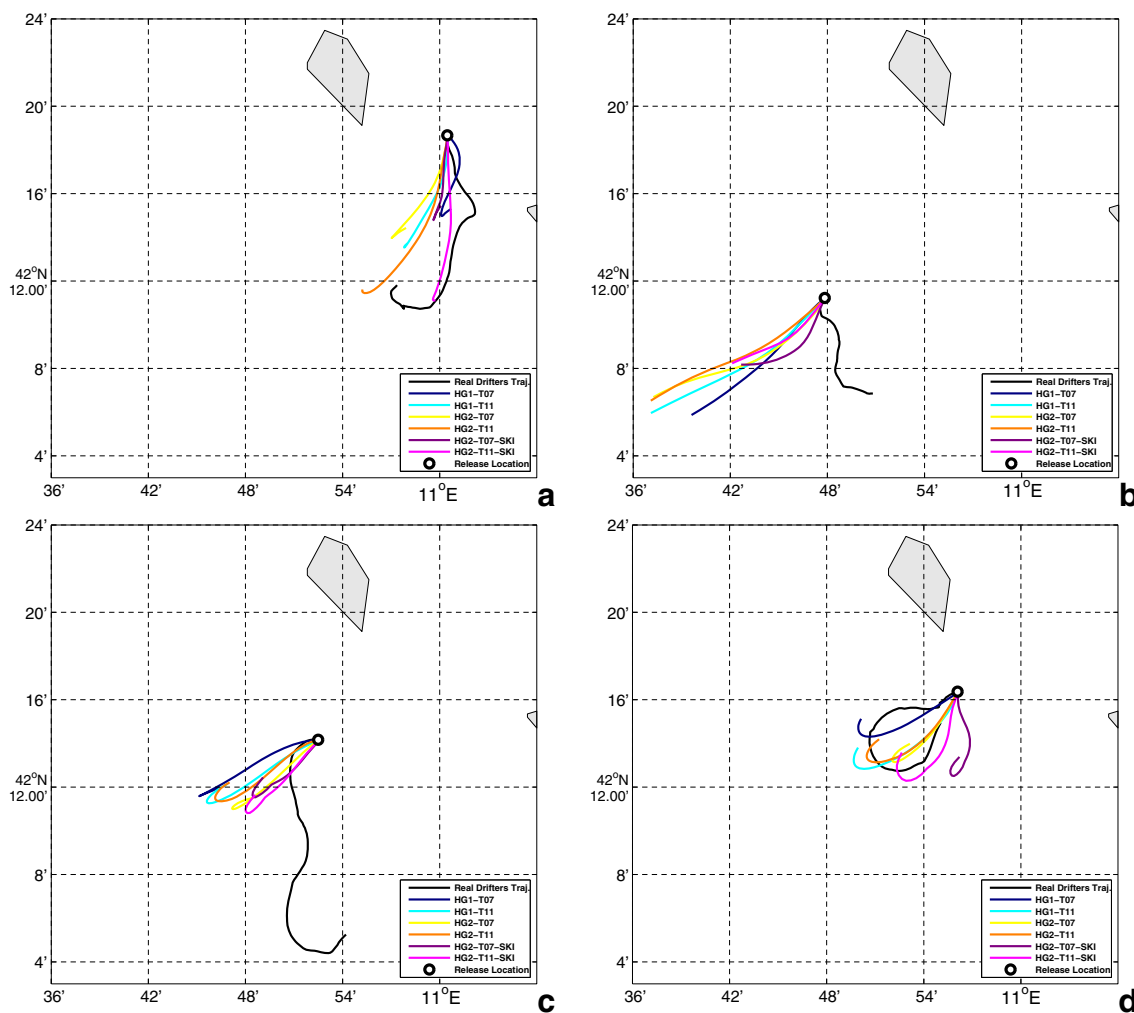 24'
20'
16'
42°N
12.00'
8'
4'
36'
42'
48'
54'
11°E
Real Drifters Traj.
HG1-T07
HG1-T11
HG2-T07
HG2-T11
HG2-T07-SKI
HG2-T11-SKI
Release Location
a
24'
20'
16'
42°N
12.00'
8'
4'
36'
42'
48'
54'
11°E
Real Drifters Traj.
HG1-T07
HG1-T11
HG2-T07
HG2-T11
HG2-T07-SKI
HG2-T11-SKI
Release Location
b
24'
20'
16'
42°N
12.00'
8'
4'
36'
42'
48'
54'
11°E
Real Drifters Traj.
HG1-T07
HG1-T11
HG2-T07
HG2-T11
HG2-T07-SKI
HG2-T11-SKI
Release Location
c
24'
20'
16'
42°N
12.00'
8'
4'
36'
42'
48'
54'
11°E
Real Drifters Traj.
HG1-T07
HG1-T11
HG2-T07
HG2-T11
HG2-T07-SKI
HG2-T11-SKI
Release Location
d